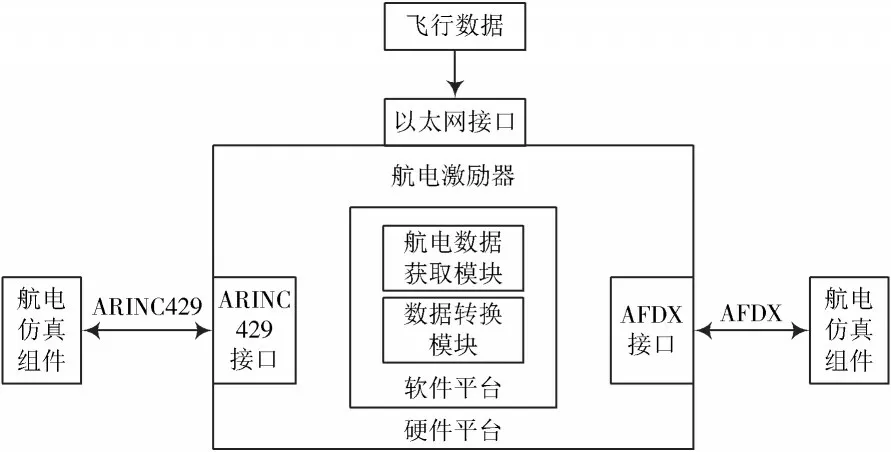 飞行数据
以太网接口
航电激励器
航电数据
获取模块
数据转换
模块
软件平台
硬件平台
航电
仿真
组件
ARINC429
ARINC
429
接口
AFDX
接口
AFDX
航电
仿真
组件